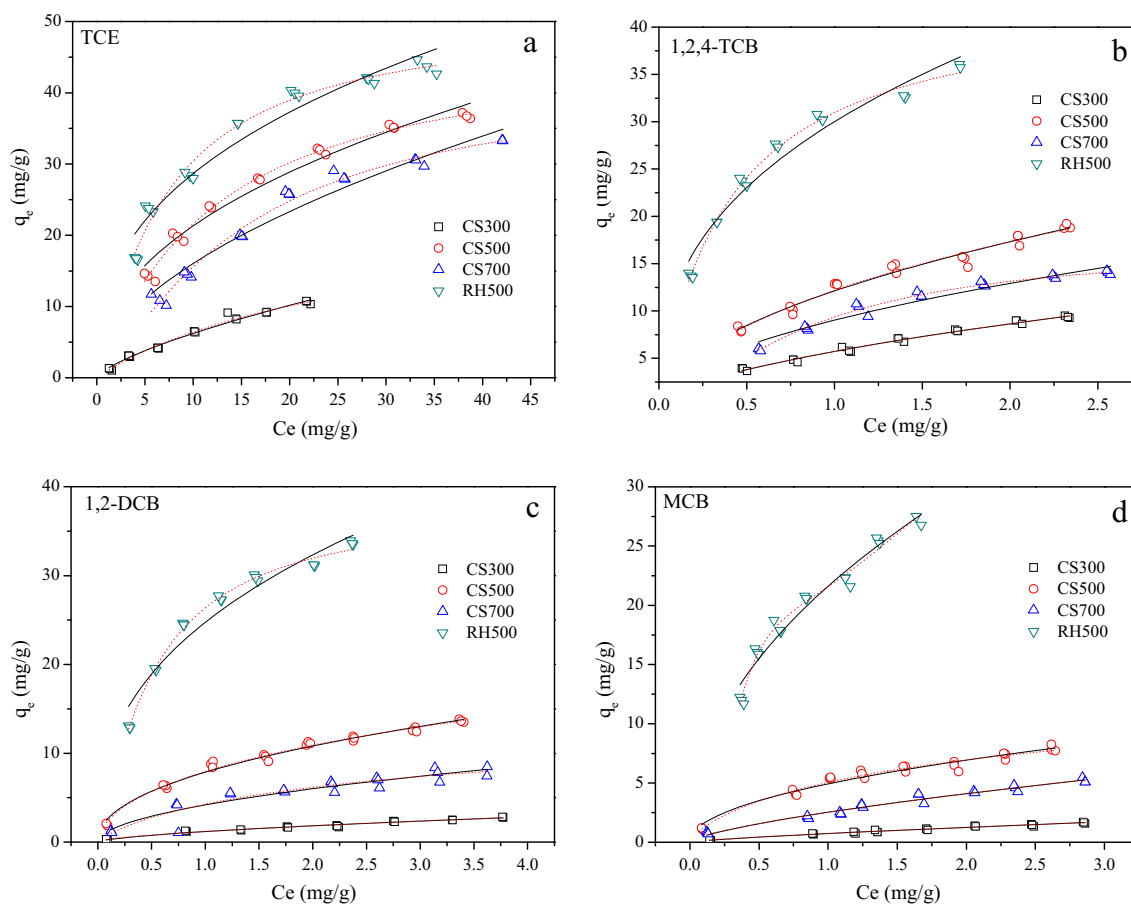 TCE
a
50
40
30
20
10
0
q_e (mg/g)
CS300
CS500
CS700
RH500
0 5 10 15 20 25 30 35 40 45
Ce (mg/g)
1,2,4-TCB
b
40
35
30
25
20
15
10
5
q_e (mg/g)
CS300
CS500
CS700
RH500
0.0 0.5 1.0 1.5 2.0 2.5
Ce (mg/g)
1,2-DCB
c
40
30
20
10
0
q_e (mg/g)
CS300
CS500
CS700
RH500
0.0 0.5 1.0 1.5 2.0 2.5 3.0 3.5 4.0
Ce (mg/g)
MCB
d
30
25
20
15
10
5
0
q_e (mg/g)
CS300
CS500
CS700
RH500
0.0 0.5 1.0 1.5 2.0 2.5 3.0
Ce (mg/g)